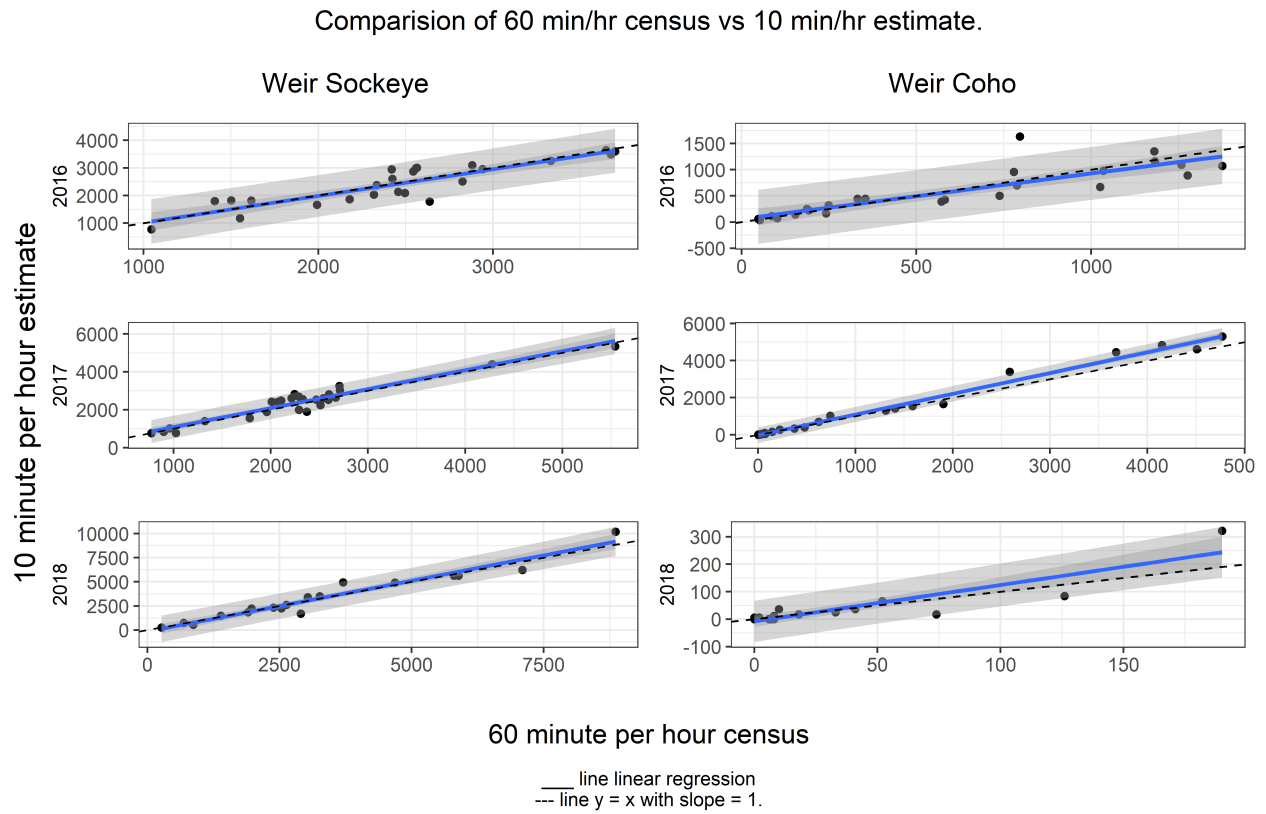 Comparision of 60 min/hr census vs 10 min/hr estimate.
Weir Sockeye
Weir Coho
10 minute per hour estimate
2016
4000
3000
2000
1000
1000 2000 3000
2016
1500
1000
500
0
-500
0 500 1000
2017
6000
4000
2000
0
1000 2000 3000 4000 5000
2017
6000
4000
2000
0
0 1000 2000 3000 4000 500
2018
10000
7500
5000
2500
0
0 2500 5000 7500
2018
300
200
100
0
-100
0 50 100 150
60 minute per hour census
___ line linear regression
--- line y = x with slope = 1.